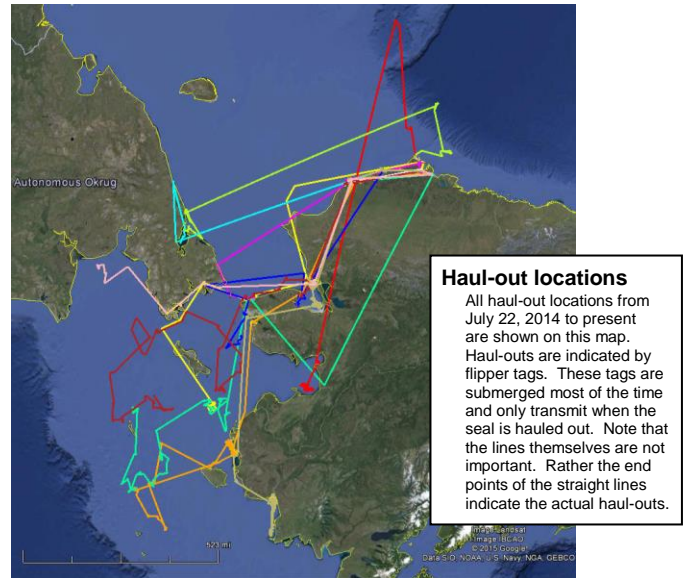 Autonomous Okrug
Haul-out locations
All haul-out locations from
July 22, 2014 to present
are shown on this map.
Haul-outs are indicated by
flipper tags. These tags are
submerged most of the time
and only transmit when the
seal is hauled out. Note that
the lines themselves are not
important. Rather the end
points of the straight lines
indicate the actual haul-outs.
523 mi
Image Landsat
Image IBCAO
© 2015 Google
Data SIO, NOAA, U.S. Navy, NGA, GEBCO